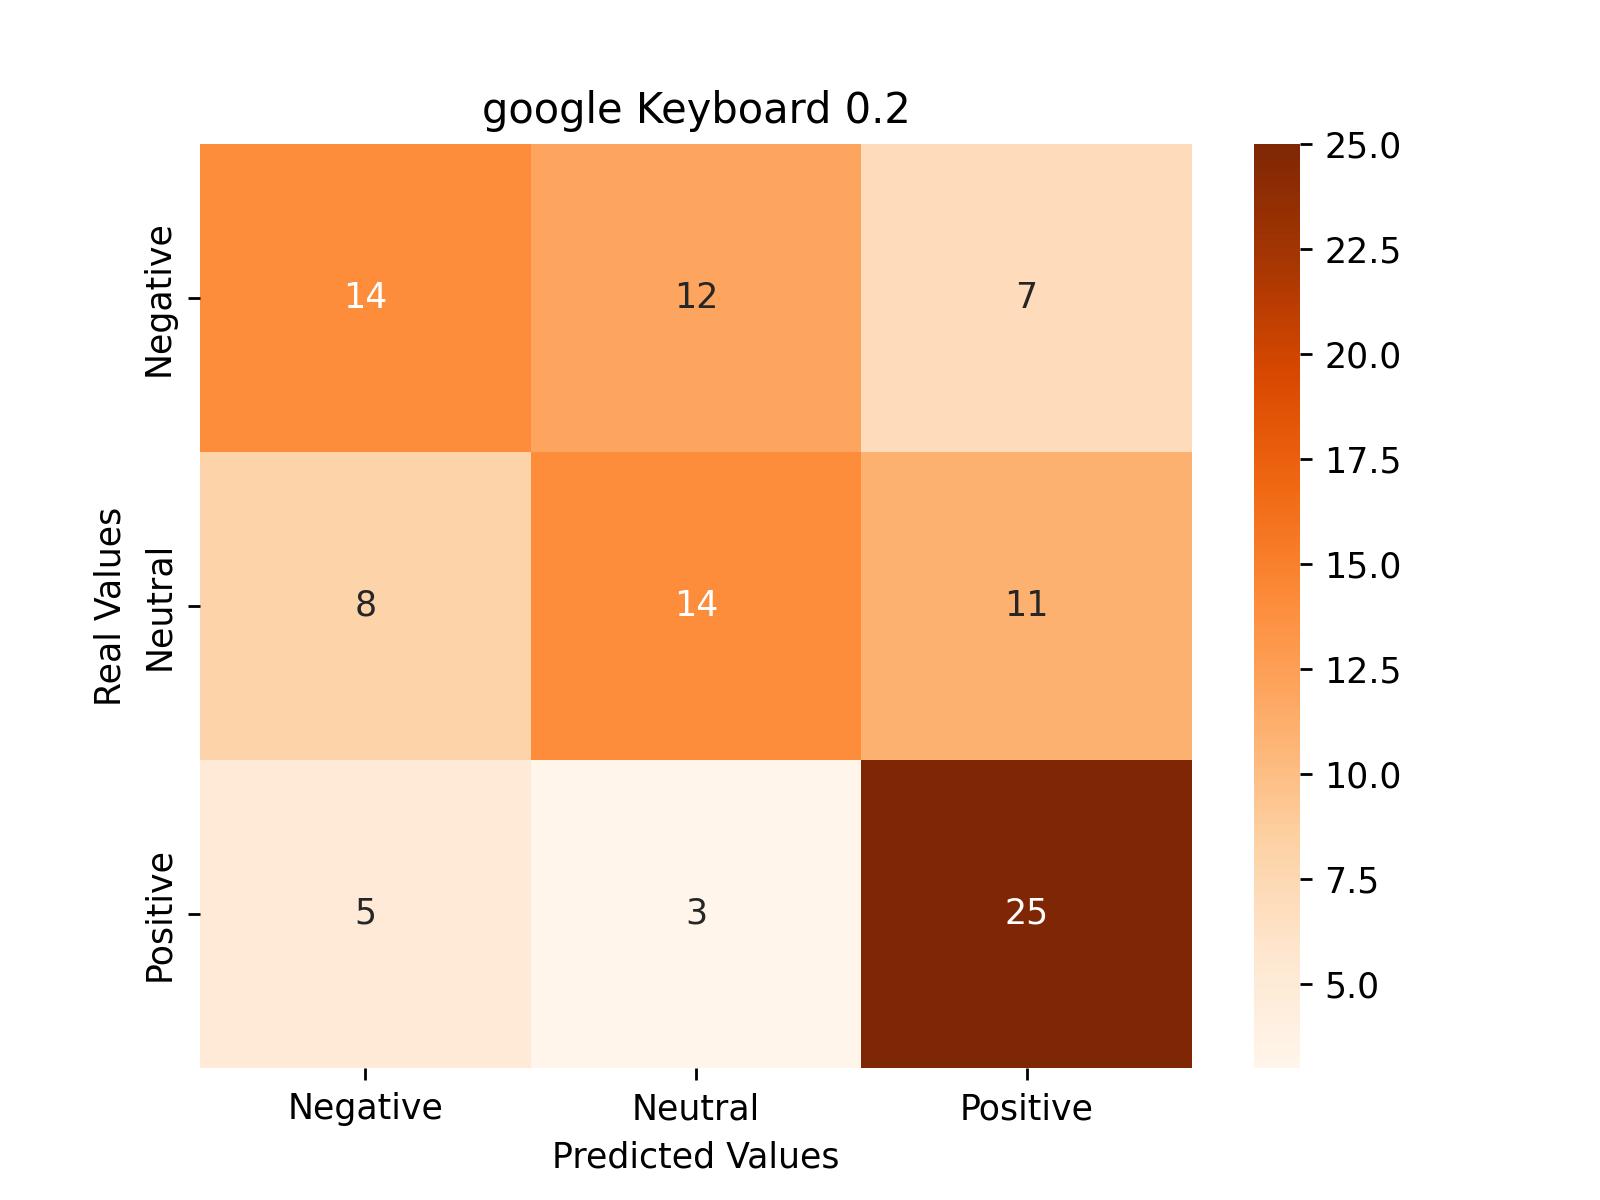 google Keyboard 0.2
Real Values
Negative
14 12 7
Neutral
8 14 11
Positive
5 3 25
Negative Neutral Positive
Predicted Values
25.0
22.5
20.0
17.5
15.0
12.5
10.0
7.5
5.0